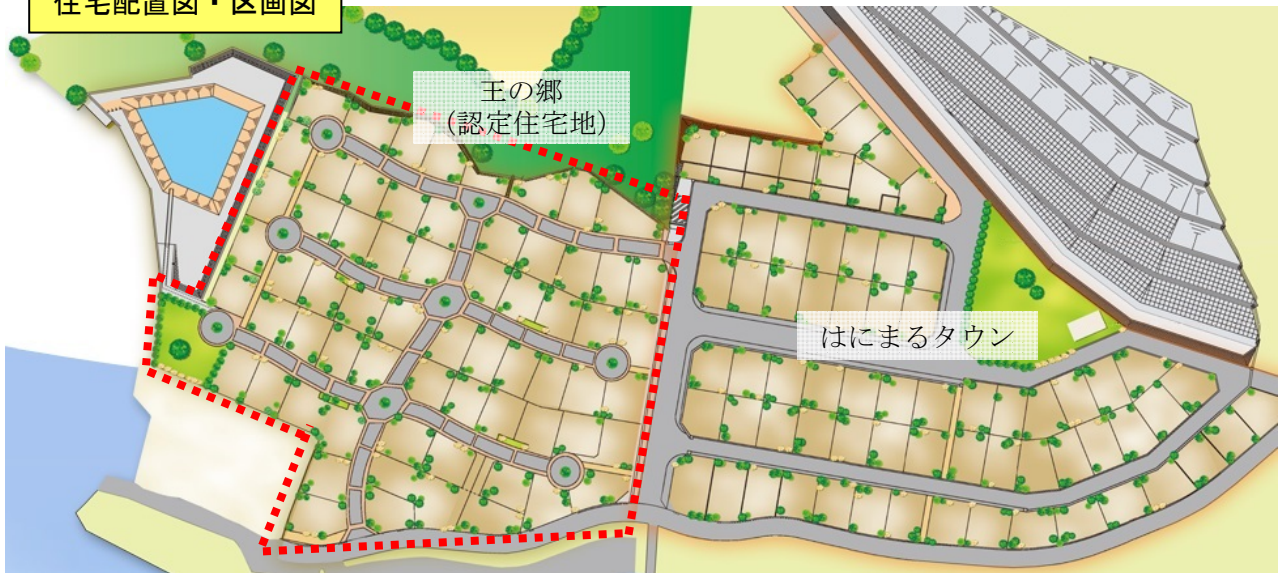 住宅配置図・区画図
王の郷
（認定住宅地）
はにまるタウン